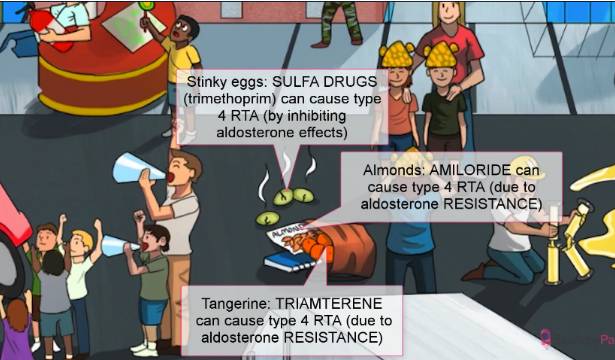 Stinky eggs: SULFA DRUGS
(trimethoprim) can cause type
4 RTA (by inhibiting
aldosterone effects)
Almonds: AMILORIDE can
cause type 4 RTA (due to
aldosterone RESISTANCE)
ALMOND
Tangerine: TRIAMTERENE
can cause type 4 RTA (due to
aldosterone RESISTANCE)